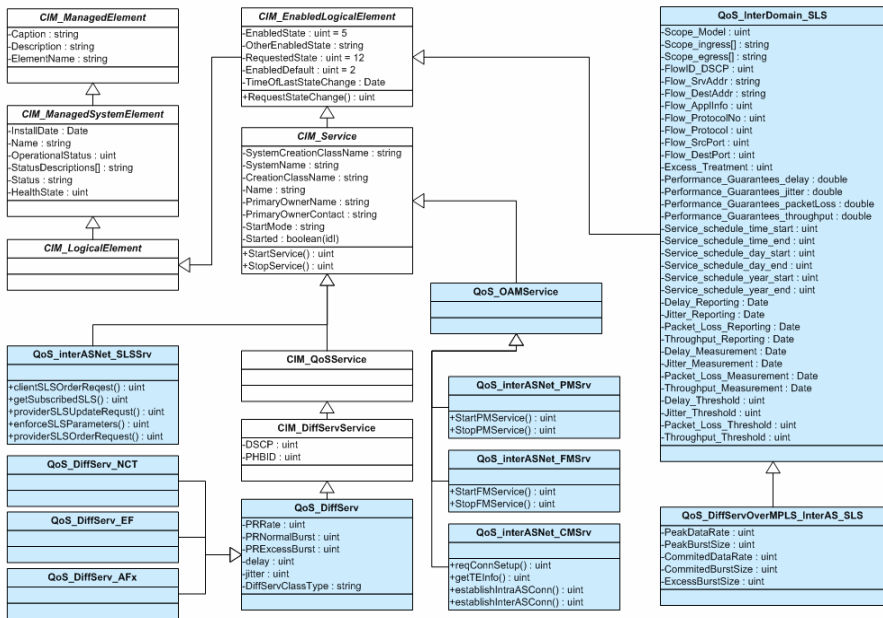 CIM_ManagedElement
-Caption : string
-Description : string
-ElementName : string
CIM_ManagedSystemElement
-InstallDate : Date
-Name : string
-OperationalStatus : uint
-StatusDescriptions[] : string
-Status : string
-HealthState : uint
CIM_LogicalElement
CIM_EnabledLogicalElement
-EnabledState : uint = 5
-OtherEnabledState : string
-RequestedState : uint = 12
-EnabledDefault : uint = 2
-TimeOfLastStateChange : Date
+RequestStateChange() : uint
CIM_Service
-SystemCreationClassName : string
-SystemName : string
-CreationClassName : string
-Name : string
-PrimaryOwnerName : string
-PrimaryOwnerContact : string
-StartMode : string
-Started : boolean(idl)
+StartService() : uint
+StopService() : uint
QoS_InterDomain_SLS
-Scope_Model : uint
-Scope_ingress[] : string
-Scope_egress[] : string
-FlowID_DSCP : uint
-Flow_SrvAddr : string
-Flow_DestAddr : string
-Flow_ApplInfo : uint
-Flow_ProtocolNo : uint
-Flow_Protocol : uint
-Flow_SrcPort : uint
-Flow_DestPort : uint
-Excess_Treatment : uint
-Performance_Guarantees_delay : double
-Performance_Guarantees_jitter : double
-Performance_Guarantees_packetLoss : double
-Performance_Guarantees_throughput : double
-Service_schedule_time_start : uint
-Service_schedule_time_end : uint
-Service_schedule_day_start : uint
-Service_schedule_day_end : uint
-Service_schedule_year_start : uint
-Service_schedule_year_end : uint
-Delay_Reporting : Date
-Jitter_Reporting : Date
-Packet_Loss_Reporting : Date
-Throughput_Reporting : Date
-Delay_Measurement : Date
-Jitter_Measurement : Date
-Packet_Loss_Measurement : Date
-Throughput_Measurement : Date
-Delay_Threshold : uint
-Jitter_Threshold : uint
-Packet_Loss_Threshold : uint
-Throughput_Threshold : uint
QoS_OAMService
QoS_interASNet_SLSSrv
+clientSLSOrderReqest() : uint
+getSubscribedSLS() : uint
+providerSLSUpdateRequst() : uint
+enforceSLSParameters() : uint
+providerSLSOrderRequest() : uint
CIM_QoSService
CIM_DiffServService
-DSCP : uint
-PHBID : uint
QoS_interASNet_PMSrv
+StartPMService() : uint
+StopPMService() : uint
QoS_interASNet_FMSrv
+StartFMService() : uint
+StopFMService() : uint
QoS_interASNet_CMSrv
+reqConnSetup() : uint
+getTEInfo() : uint
+establishIntraASConn() : uint
+establishInterASConn() : uint
QoS_DiffServ_NCT
QoS_DiffServ_EF
QoS_DiffServ_AFx
QoS_DiffServ
-PRRate : uint
-PRNormalBurst : uint
-PRExcessBurst : uint
-delay : uint
-jitter : uint
-DiffServClassType : string
QoS_DiffServOverMPLS_InterAS_SLS
-PeakDataRate : uint
-PeakBurstSize : uint
-CommitedDataRate : uint
-CommitedBurstSize : uint
-ExcessBurstSize : uint